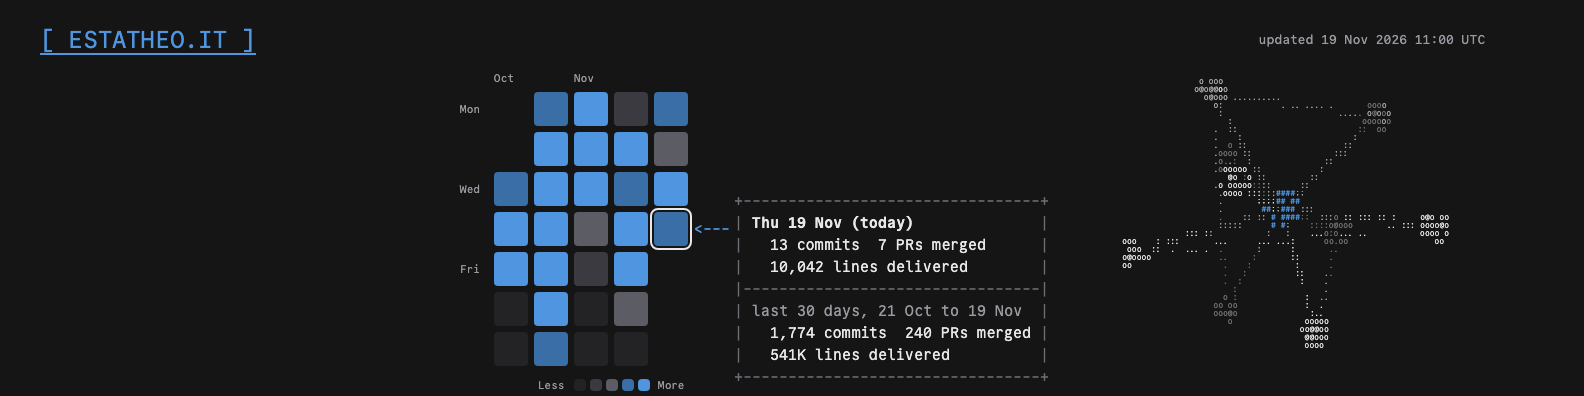 [ ESTATHEO.IT ]
updated 19 Nov 2026 11:00 UTC
Oct Nov
Mon
Wed
Fri
Thu 19 Nov (today)
13 commits 7 PRs merged
10,042 lines delivered
last 30 days, 21 Oct to 19 Nov
1,774 commits 240 PRs merged
541K lines delivered
Less More